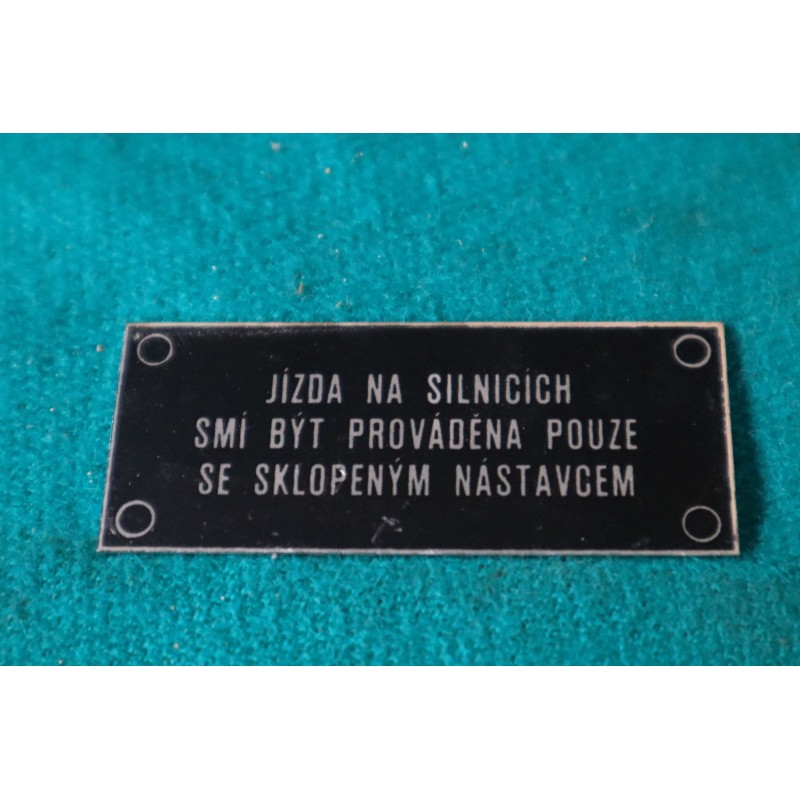 JÍZDA NA SILNICÍCH
SMÍ BÝT PROVÁDĚNA POUZE
SE SKLOPENÝM NÁSTAVCEM